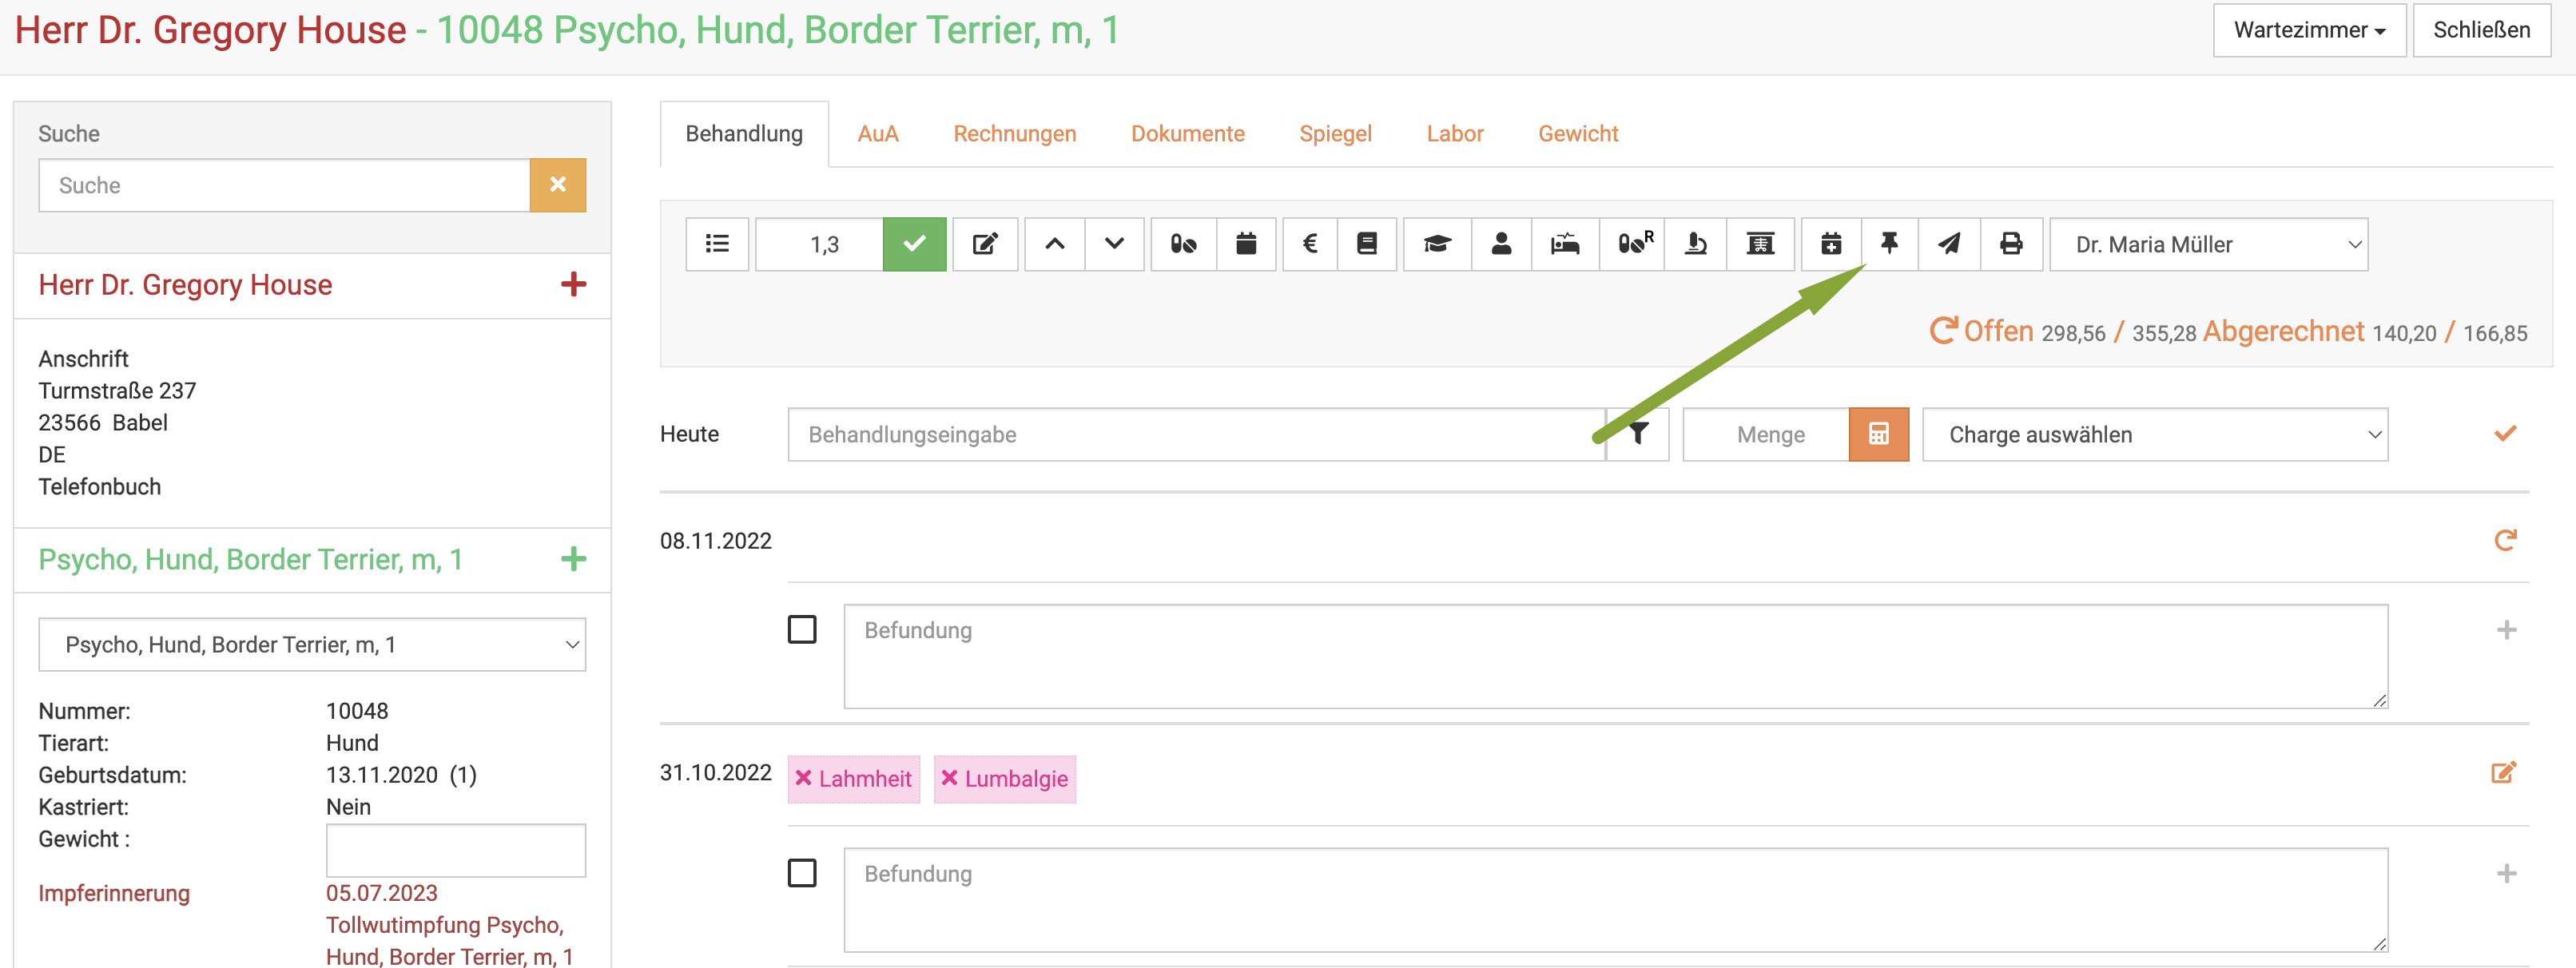 Herr Dr. Gregory House - 10048 Psycho, Hund, Border Terrier, m, 1
Wartezimmer
Schließen
Suche
Suche
Herr Dr. Gregory House
Anschrift
Turmstraße 237
23566 Babel
DE
Telefonbuch
Psycho, Hund, Border Terrier, m, 1
Psycho, Hund, Border Terrier, m, 1
Nummer: 10048
Tierart: Hund
Geburtsdatum: 13.11.2020 (1)
Kastriert: Nein
Gewicht :
Impferinnerung 05.07.2023
Tollwutimpfung Psycho,
Hund, Border Terrier, m, 1
Behandlung AuA Rechnungen Dokumente Spiegel Labor Gewicht
1,3 € R Dr. Maria Müller
Offen 298,56 / 355,28 Abgerechnet 140,20 / 166,85
Heute Behandlungseingabe Menge Charge auswählen
08.11.2022
Befundung
31.10.2022 Lahmheit Lumbalgie
Befundung